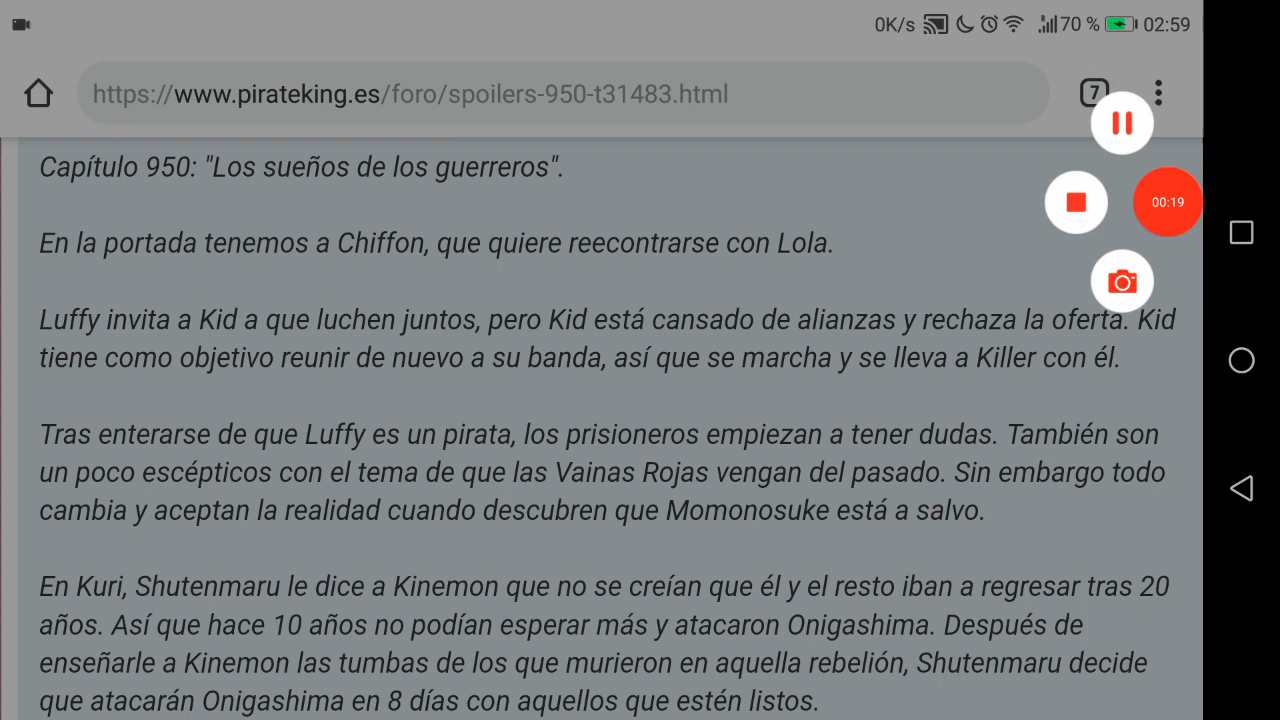 0K/s 70 % 02:59
https://www.pirateking.es/foro/spoilers-950-t31483.html
7
Capítulo 950: "Los sueños de los guerreros".
00:19
En la portada tenemos a Chiffon, que quiere reecontrarse con Lola.
Luffy invita a Kid a que luchen juntos, pero Kid está cansado de alianzas y rechaza la oferta. Kid
tiene como objetivo reunir de nuevo a su banda, así que se marcha y se lleva a Killer con él.
Tras enterarse de que Luffy es un pirata, los prisioneros empiezan a tener dudas. También son
un poco escépticos con el tema de que las Vainas Rojas vengan del pasado. Sin embargo todo
cambia y aceptan la realidad cuando descubren que Momonosuke está a salvo.
En Kuri, Shutenmaru le dice a Kinemon que no se creían que él y el resto iban a regresar tras 20
años. Así que hace 10 años no podían esperar más y atacaron Onigashima. Después de
enseñarle a Kinemon las tumbas de los que murieron en aquella rebelión, Shutenmaru decide
que atacarán Onigashima en 8 días con aquellos que estén listos.